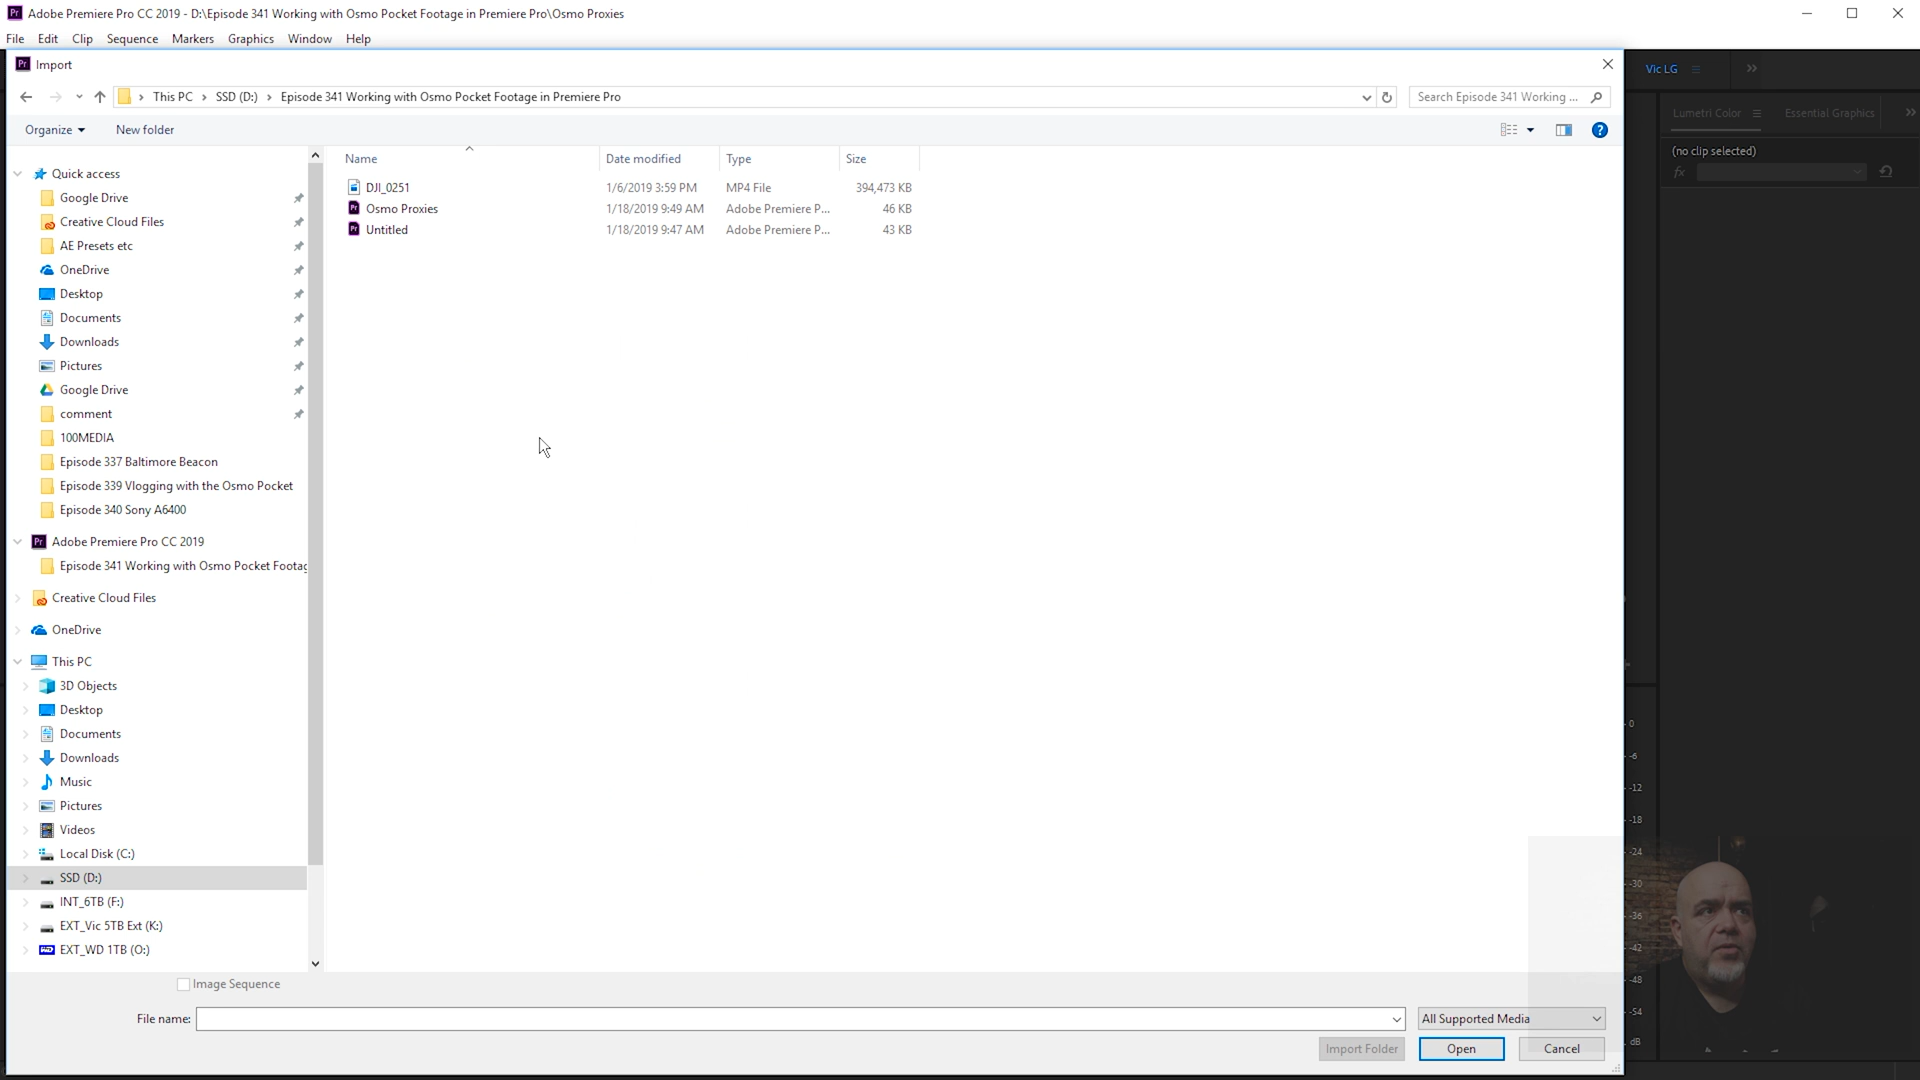 Adobe Premiere Pro CC 2019 - D:\Episode 341 Working with Osmo Pocket Footage in Premiere Pro\Osmo Proxies
File Edit Clip Sequence Markers Graphics Window Help
Import
This PC > SSD (D:) > Episode 341 Working with Osmo Pocket Footage in Premiere Pro
Search Episode 341 Working ...
Vic LG
Organize New folder
Lumetri Color Essential Graphics
(no clip selected)
fx
Name Date modified Type Size
DJI_0251 1/6/2019 3:59 PM MP4 File 394,473 KB
Osmo Proxies 1/18/2019 9:49 AM Adobe Premiere P... 46 KB
Untitled 1/18/2019 9:47 AM Adobe Premiere P... 43 KB
Quick access
Google Drive
Creative Cloud Files
AE Presets etc
OneDrive
Desktop
Documents
Downloads
Pictures
Google Drive
comment
100MEDIA
Episode 337 Baltimore Beacon
Episode 339 Vlogging with the Osmo Pocket
Episode 340 Sony A6400
Adobe Premiere Pro CC 2019
Episode 341 Working with Osmo Pocket Footag
Creative Cloud Files
OneDrive
This PC
3D Objects
Desktop
Documents
Downloads
Music
Pictures
Videos
Local Disk (C:)
SSD (D:)
INT_6TB (F:)
EXT_Vic 5TB Ext (K:)
EXT_WD 1TB (O:)
0
-6
-12
-18
-24
-30
-36
-42
-48
-54
dB
Image Sequence
File name:
All Supported Media
Import Folder Open Cancel